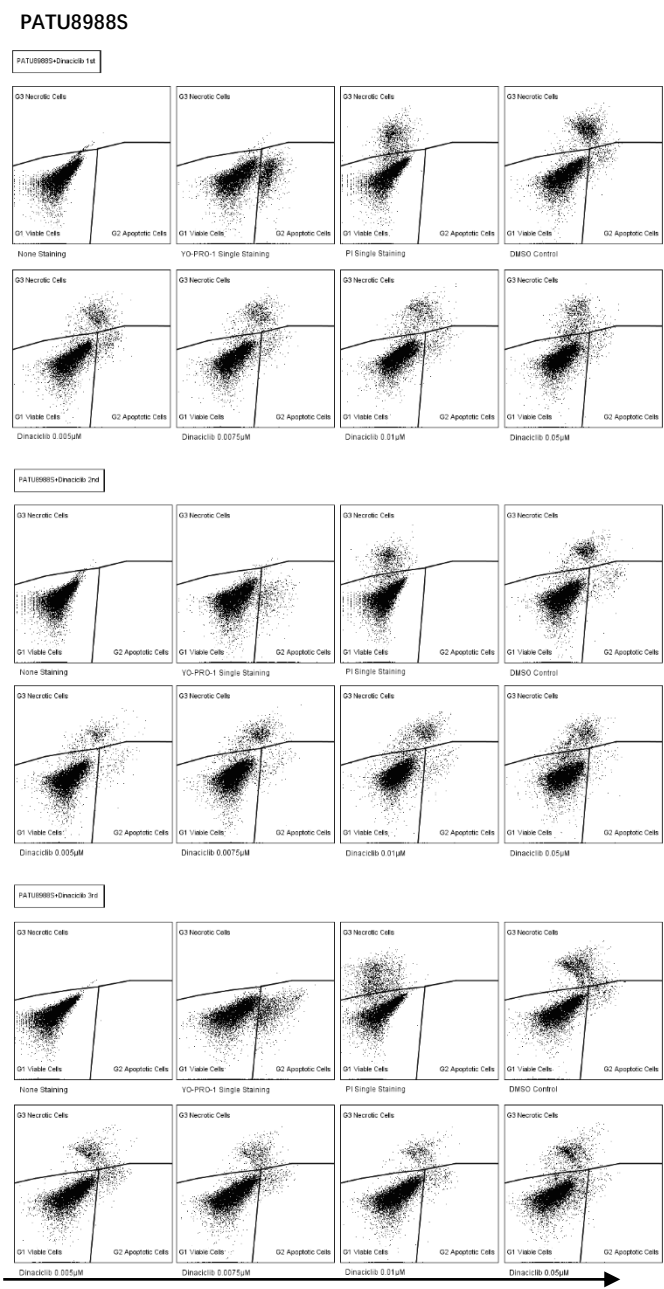 PATU8988S
PATU8988S+Dinaciclib 1st
G3 Necrotic Cells G3 Necrotic Cells G3 Necrotic Cells G3 Necrotic Cells
G1 Viable Cells G2 Apoptotic Cells G1 Viable Cells G2 Apoptotic Cells G1 Viable Cells G2 Apoptotic Cells G1 Viable Cells G2 Apoptotic Cells
None Staining YO-PRO-1 Single Staining PI Single Staining DMSO Control
G3 Necrotic Cells G3 Necrotic Cells G3 Necrotic Cells G3 Necrotic Cells
G1 Viable Cells G2 Apoptotic Cells G1 Viable Cells G2 Apoptotic Cells G1 Viable Cells G2 Apoptotic Cells G1 Viable Cells G2 Apoptotic Cells
Dinaciclib 0.005μM Dinaciclib 0.0075μM Dinaciclib 0.01μM Dinaciclib 0.05μM
PATU8988S+Dinaciclib 2nd
G3 Necrotic Cells G3 Necrotic Cells G3 Necrotic Cells G3 Necrotic Cells
G1 Viable Cells G2 Apoptotic Cells G1 Viable Cells G2 Apoptotic Cells G1 Viable Cells G2 Apoptotic Cells G1 Viable Cells G2 Apoptotic Cells
None Staining YO-PRO-1 Single Staining PI Single Staining DMSO Control
G3 Necrotic Cells G3 Necrotic Cells G3 Necrotic Cells G3 Necrotic Cells
G1 Viable Cells G2 Apoptotic Cells G1 Viable Cells G2 Apoptotic Cells G1 Viable Cells G2 Apoptotic Cells G1 Viable Cells G2 Apoptotic Cells
Dinaciclib 0.005μM Dinaciclib 0.0075μM Dinaciclib 0.01μM Dinaciclib 0.05μM
PATU8988S+Dinaciclib 3rd
G3 Necrotic Cells G3 Necrotic Cells G3 Necrotic Cells G3 Necrotic Cells
G1 Viable Cells G2 Apoptotic Cells G1 Viable Cells G2 Apoptotic Cells G1 Viable Cells G2 Apoptotic Cells G1 Viable Cells G2 Apoptotic Cells
None Staining YO-PRO-1 Single Staining PI Single Staining DMSO Control
G3 Necrotic Cells G3 Necrotic Cells G3 Necrotic Cells G3 Necrotic Cells
G1 Viable Cells G2 Apoptotic Cells G1 Viable Cells G2 Apoptotic Cells G1 Viable Cells G2 Apoptotic Cells G1 Viable Cells G2 Apoptotic Cells
Dinaciclib 0.005μM Dinaciclib 0.0075μM Dinaciclib 0.01μM Dinaciclib 0.05μM